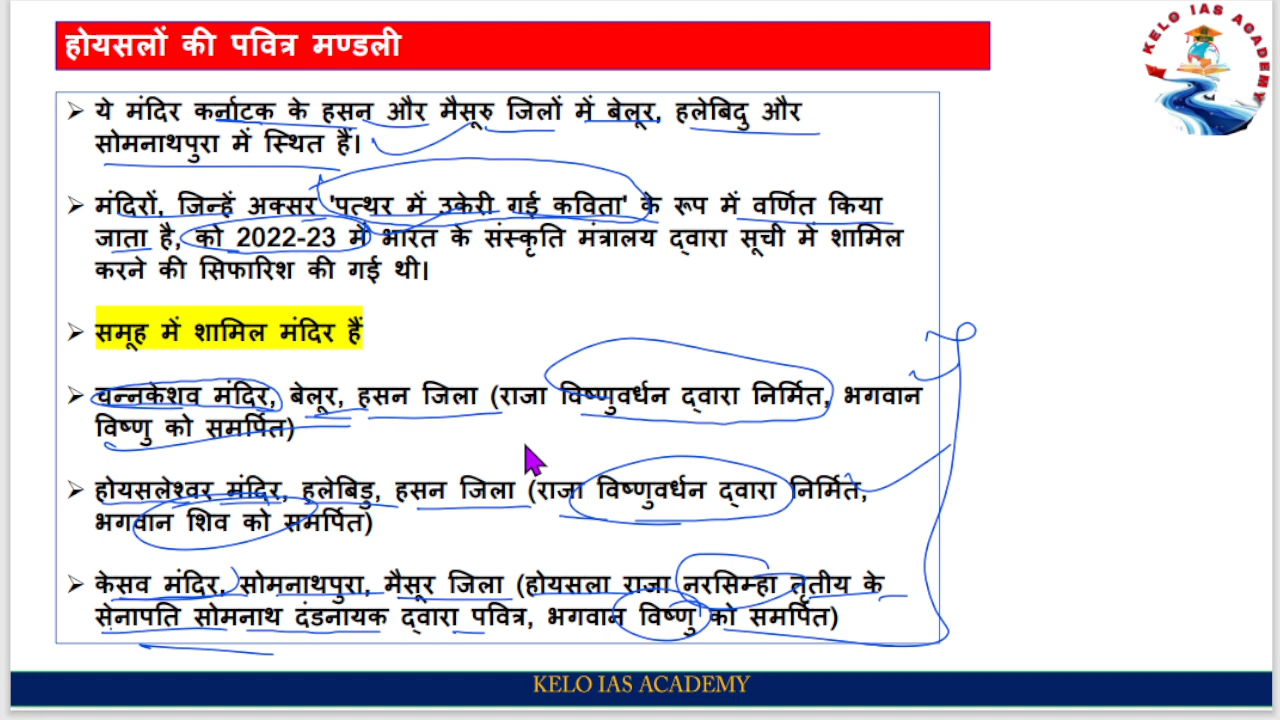 होयसलों की पवित्र मण्डली
KELO IAS ACADEMY
➢ ये मंदिर कर्नाटक के हसन और मैसूरु जिलों में बेलूर, हलेबिदु और
सोमनाथपुरा में स्थित हैं।
➢ मंदिरों, जिन्हें अक्सर 'पत्थर में उकेरी गई कविता' के रूप में वर्णित किया
जाता है, को 2022-23 में भारत के संस्कृति मंत्रालय द्वारा सूची में शामिल
करने की सिफारिश की गई थी।
➢ समूह में शामिल मंदिर हैं
➢ चन्नकेशव मंदिर, बेलूर, हसन जिला (राजा विष्णुवर्धन द्वारा निर्मित, भगवान
विष्णु को समर्पित)
➢ होयसलेश्वर मंदिर, हलेबिडु, हसन जिला (राजा विष्णुवर्धन द्वारा निर्मित,
भगवान शिव को समर्पित)
➢ केसव मंदिर, सोमनाथपुरा, मैसूर जिला (होयसला राजा नरसिम्हा तृतीय के
सेनापति सोमनाथ दंडनायक द्वारा पवित्र, भगवान विष्णु को समर्पित)
KELO IAS ACADEMY